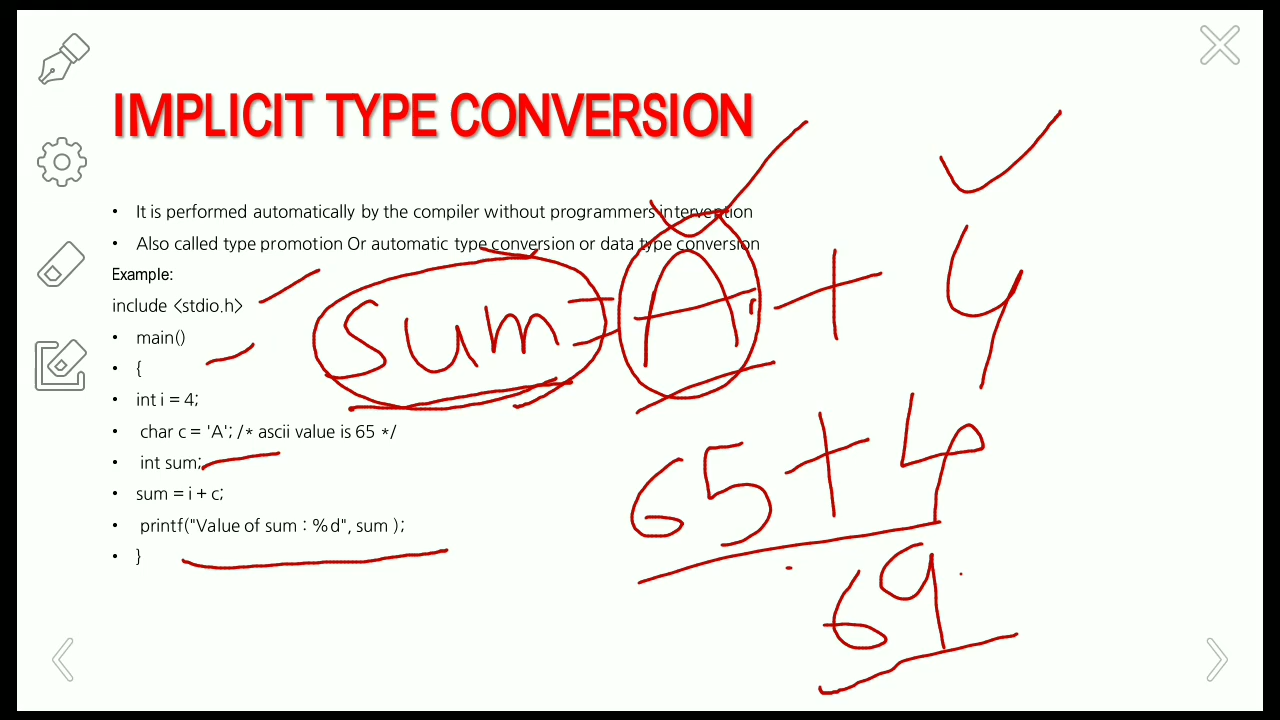 IMPLICIT TYPE CONVERSION
• It is performed automatically by the compiler without programmers intervention
• Also called type promotion Or automatic type conversion or data type conversion
Example:
include <stdio.h>
• main()
• {
• int i = 4;
• char c = 'A'; /* ascii value is 65 */
• int sum;
• sum = i + c;
• printf("Value of sum : %d", sum );
• }
sum = A + 4
65 + 4
69